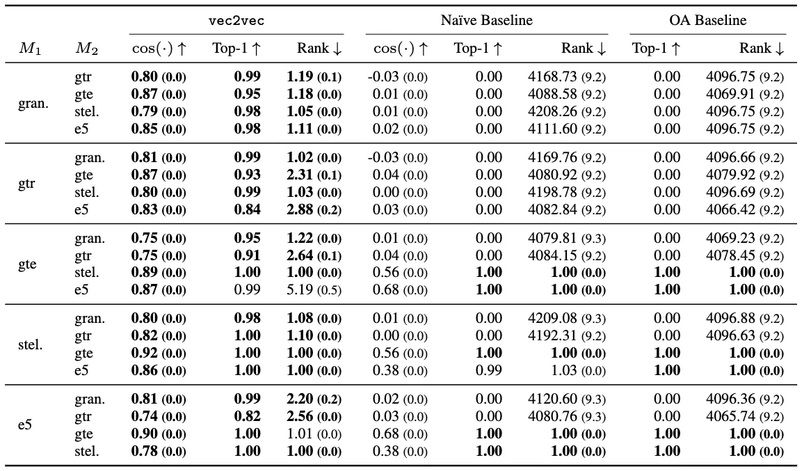 vec2vec Naïve Baseline OA Baseline
M1 M2 cos(·) ↑ Top-1 ↑ Rank ↓ cos(·) ↑ Top-1 ↑ Rank ↓ Top-1 ↑ Rank ↓
gtr 0.80 (0.0) 0.99 1.19 (0.1) -0.03 (0.0) 0.00 4168.73 (9.2) 0.00 4096.75 (9.2)
gran. gte 0.87 (0.0) 0.95 1.18 (0.0) 0.01 (0.0) 0.00 4088.58 (9.2) 0.00 4069.91 (9.2)
stel. 0.79 (0.0) 0.98 1.05 (0.0) 0.01 (0.0) 0.00 4208.26 (9.2) 0.00 4096.75 (9.2)
e5 0.85 (0.0) 0.98 1.11 (0.0) 0.02 (0.0) 0.00 4111.60 (9.2) 0.00 4096.75 (9.2)
gran. 0.81 (0.0) 0.99 1.02 (0.0) -0.03 (0.0) 0.00 4169.76 (9.2) 0.00 4096.66 (9.2)
gtr gte 0.87 (0.0) 0.93 2.31 (0.1) 0.04 (0.0) 0.00 4080.92 (9.2) 0.00 4079.92 (9.2)
stel. 0.80 (0.0) 0.99 1.03 (0.0) 0.00 (0.0) 0.00 4198.78 (9.2) 0.00 4096.69 (9.2)
e5 0.83 (0.0) 0.84 2.88 (0.2) 0.03 (0.0) 0.00 4082.84 (9.2) 0.00 4066.42 (9.2)
gran. 0.75 (0.0) 0.95 1.22 (0.0) 0.01 (0.0) 0.00 4079.81 (9.3) 0.00 4069.23 (9.2)
gte gtr 0.75 (0.0) 0.91 2.64 (0.1) 0.04 (0.0) 0.00 4084.15 (9.2) 0.00 4078.45 (9.2)
stel. 0.89 (0.0) 1.00 1.00 (0.0) 0.56 (0.0) 1.00 1.00 (0.0) 1.00 1.00 (0.0)
e5 0.87 (0.0) 0.99 5.19 (0.5) 0.68 (0.0) 1.00 1.00 (0.0) 1.00 1.00 (0.0)
gran. 0.80 (0.0) 0.98 1.08 (0.0) 0.01 (0.0) 0.00 4209.08 (9.3) 0.00 4096.88 (9.2)
stel. gtr 0.82 (0.0) 1.00 1.10 (0.0) 0.00 (0.0) 0.00 4192.31 (9.2) 0.00 4096.63 (9.2)
gte 0.92 (0.0) 1.00 1.00 (0.0) 0.56 (0.0) 1.00 1.00 (0.0) 1.00 1.00 (0.0)
e5 0.86 (0.0) 1.00 1.00 (0.0) 0.38 (0.0) 0.99 1.03 (0.0) 1.00 1.00 (0.0)
gran. 0.81 (0.0) 0.99 2.20 (0.2) 0.02 (0.0) 0.00 4120.60 (9.3) 0.00 4096.36 (9.2)
e5 gtr 0.74 (0.0) 0.82 2.56 (0.0) 0.03 (0.0) 0.00 4080.76 (9.3) 0.00 4065.74 (9.2)
gte 0.90 (0.0) 1.00 1.01 (0.0) 0.68 (0.0) 1.00 1.00 (0.0) 1.00 1.00 (0.0)
stel. 0.78 (0.0) 1.00 1.00 (0.0) 0.38 (0.0) 1.00 1.00 (0.0) 1.00 1.00 (0.0)